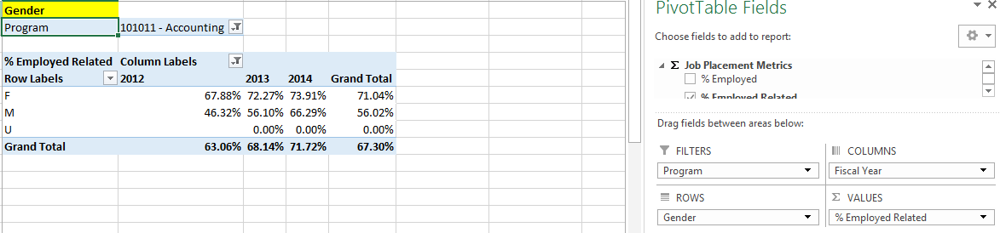 Gender
Program 101011 - Accounting
% Employed Related Column Labels
Row Labels 2012 2013 2014 Grand Total
F 67.88% 72.27% 73.91% 71.04%
M 46.32% 56.10% 66.29% 56.02%
U 0.00% 0.00% 0.00%
Grand Total 63.06% 68.14% 71.72% 67.30%
PivotTable Fields
Choose fields to add to report:
Σ Job Placement Metrics
% Employed
% Employed Related
Drag fields between areas below:
FILTERS
Program
COLUMNS
Fiscal Year
ROWS
Gender
Σ VALUES
% Employed Related